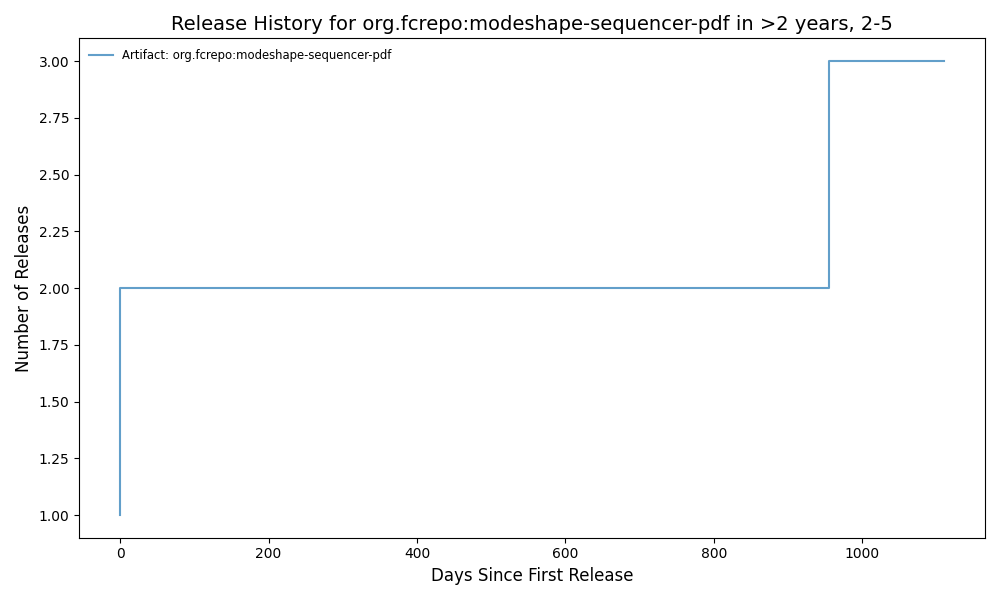 Release History for org.fcrepo:modeshape-sequencer-pdf in >2 years, 2-5
Artifact: org.fcrepo:modeshape-sequencer-pdf
Number of Releases
3.00
2.75
2.50
2.25
2.00
1.75
1.50
1.25
1.00
0 200 400 600 800 1000
Days Since First Release